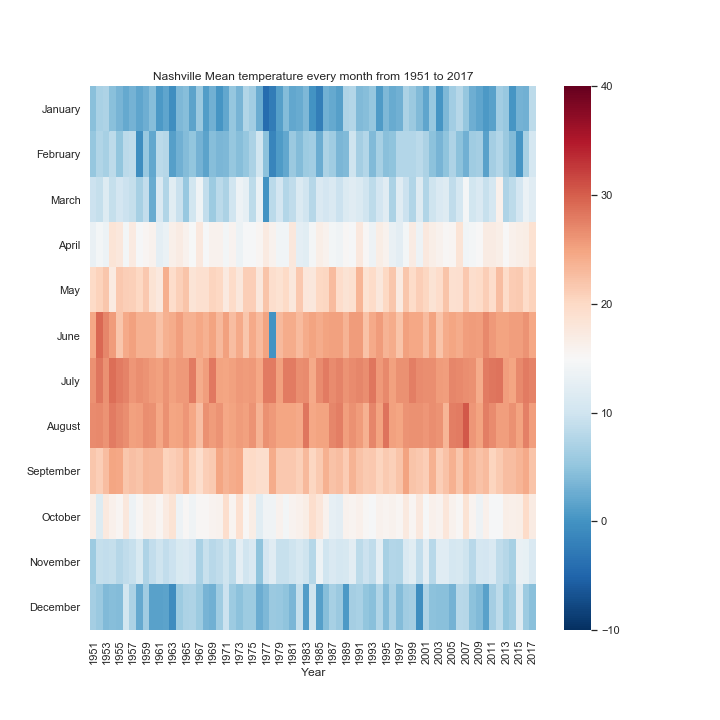 Nashville Mean temperature every month from 1951 to 2017
January
February
March
April
May
June
July
August
September
October
November
December
1951 1953 1955 1957 1959 1961 1963 1965 1967 1969 1971 1973 1975 1977 1979 1981 1983 1985 1987 1989 1991 1993 1995 1997 1999 2001 2003 2005 2007 2009 2011 2013 2015 2017
Year
40
30
20
10
0
−10